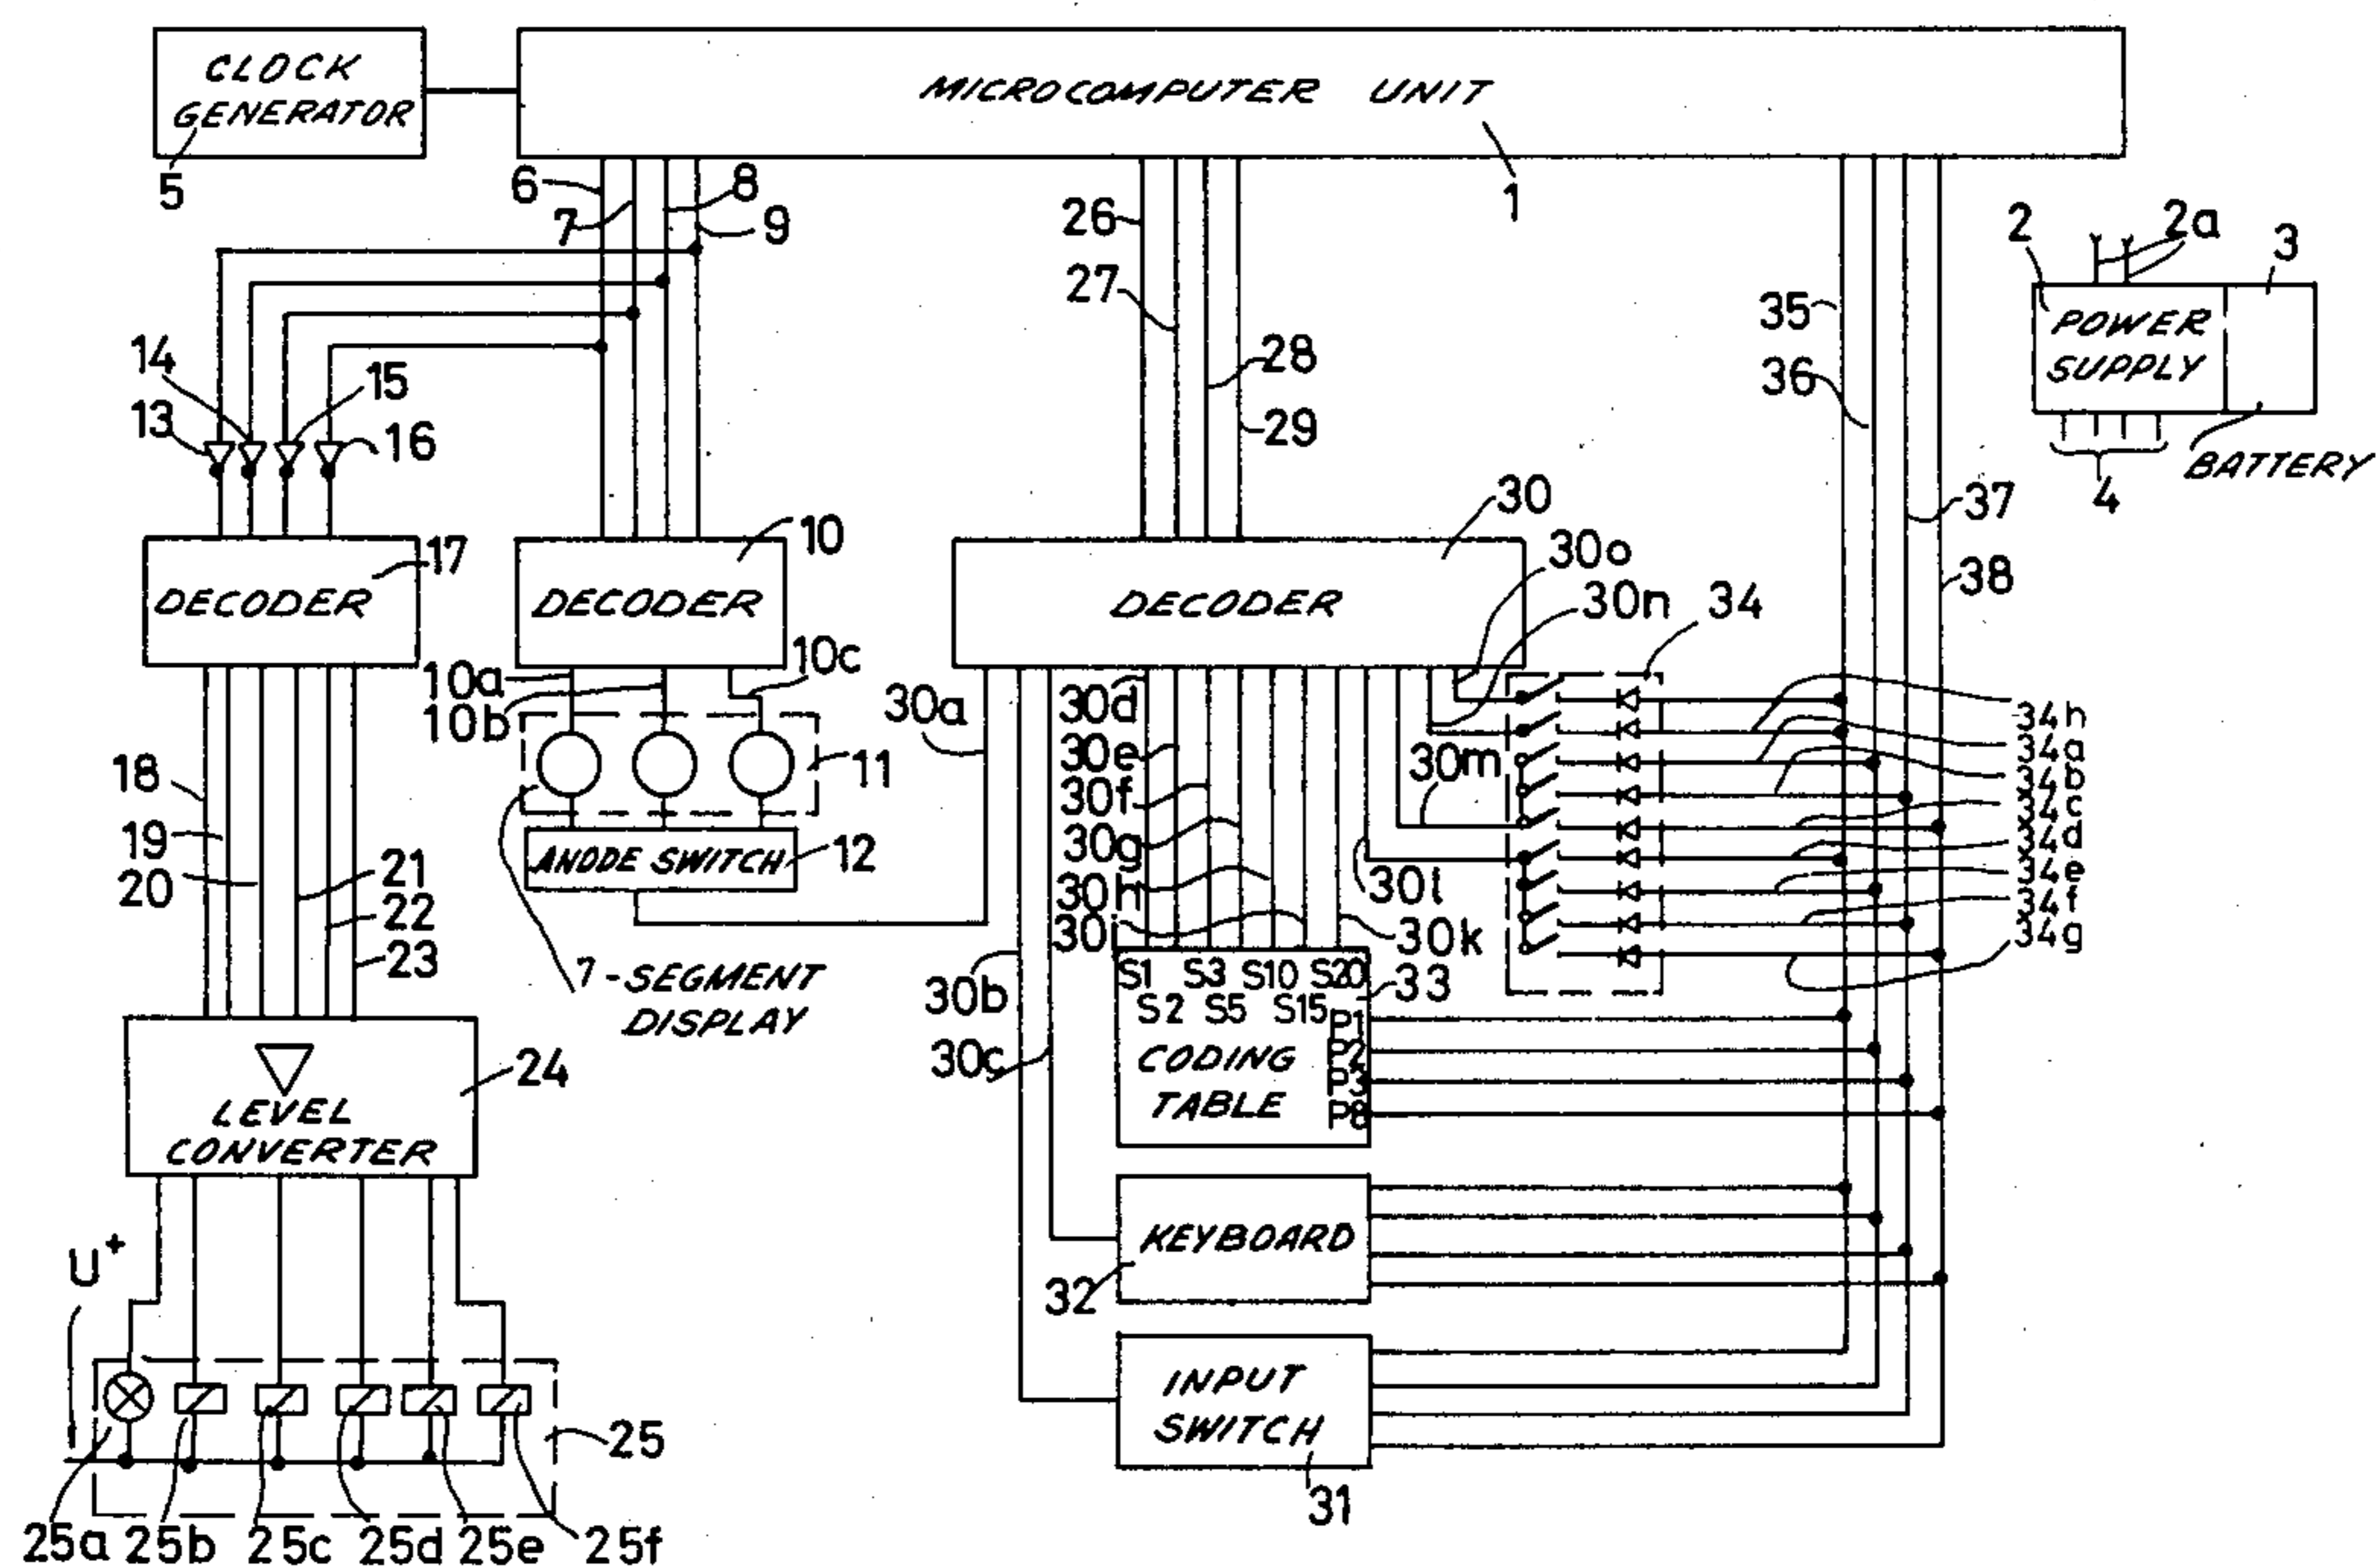 CLOCK
GENERATOR
5
MICROCOMPUTER UNIT
1
6
7
8
9
26
27
28
29
35
36
37
38
2
2a
3
POWER
SUPPLY
4
BATTERY
14
15
13
16
DECODER
17
DECODER
10
DECODER
30
30o
30n
34
10a
10b
10c
11
ANODE SWITCH
12
7-SEGMENT
DISPLAY
18
19
20
21
22
23
30a
30b
30c
30d
30e
30f
30g
30h
30i
30k
30l
30m
34h
34a
34b
34c
34d
34e
34f
34g
S1 S3 S10 S20
S2 S5 S15
33
P1
P2
P3
P8
CODING
TABLE
LEVEL
CONVERTER
24
KEYBOARD
32
INPUT
SWITCH
31
U+
25
25a 25b 25c 25d 25e 25f